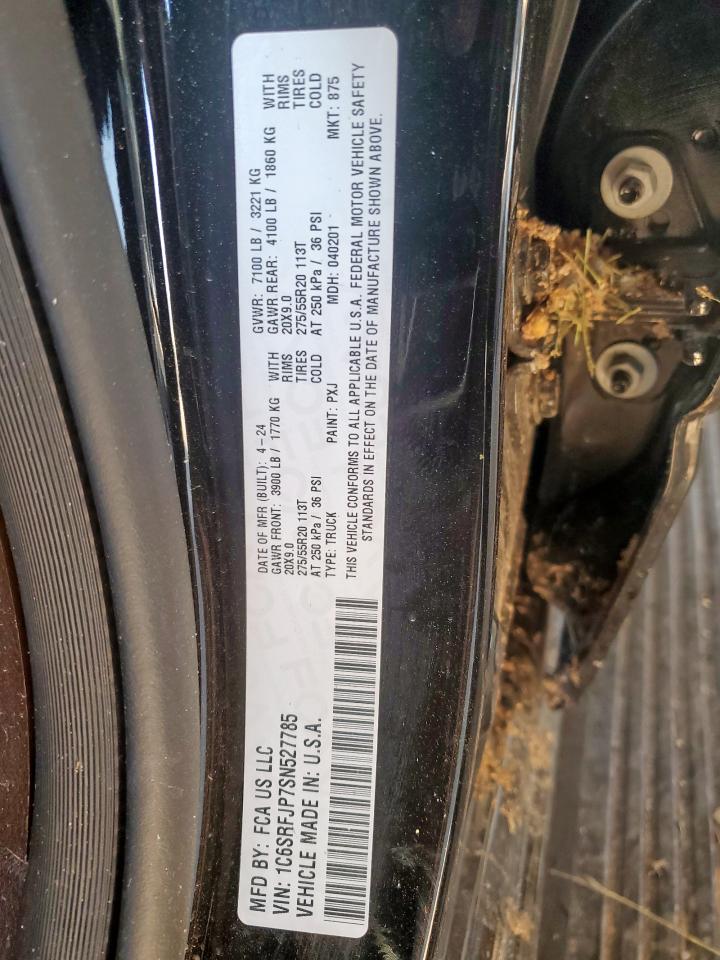 MFD BY: FCA US LLC
VIN: 1C6SRFJP7SN527785
VEHICLE MADE IN: U.S.A.
DATE OF MFR (BUILT): 4-24 GVWR: 7100 LB / 3221 KG
GAWR FRONT: 3900 LB / 1770 KG WITH GAWR REAR: 4100 LB / 1860 KG WITH
20X9.0 RIMS 20X9.0 RIMS
275/55R20 113T TIRES 275/55R20 113T TIRES
AT 250 kPa / 36 PSI COLD AT 250 kPa / 36 PSI COLD
TYPE: TRUCK PAINT: PXJ MDH: 040201 MKT: 875
THIS VEHICLE CONFORMS TO ALL APPLICABLE U.S.A. FEDERAL MOTOR VEHICLE SAFETY
STANDARDS IN EFFECT ON THE DATE OF MANUFACTURE SHOWN ABOVE.